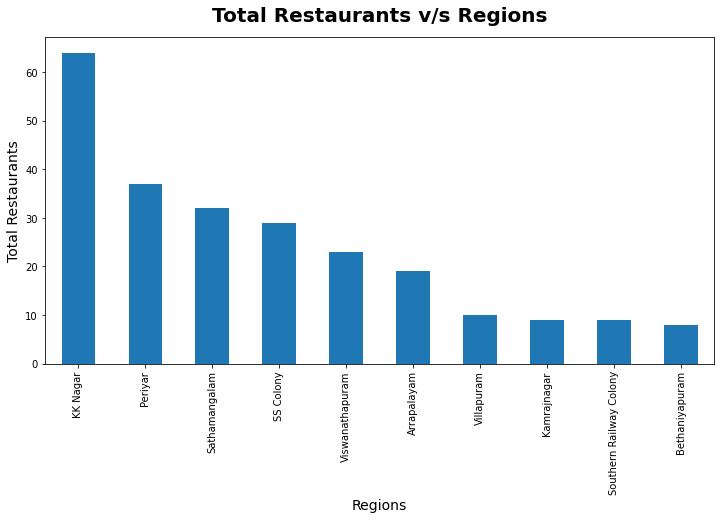 Total Restaurants v/s Regions
Total Restaurants
60
50
40
30
20
10
0
KK Nagar
Periyar
Sathamangalam
SS Colony
Viswanathapuram
Arrapalayam
Villapuram
Kamrajnagar
Southern Railway Colony
Bethaniyapuram
Regions